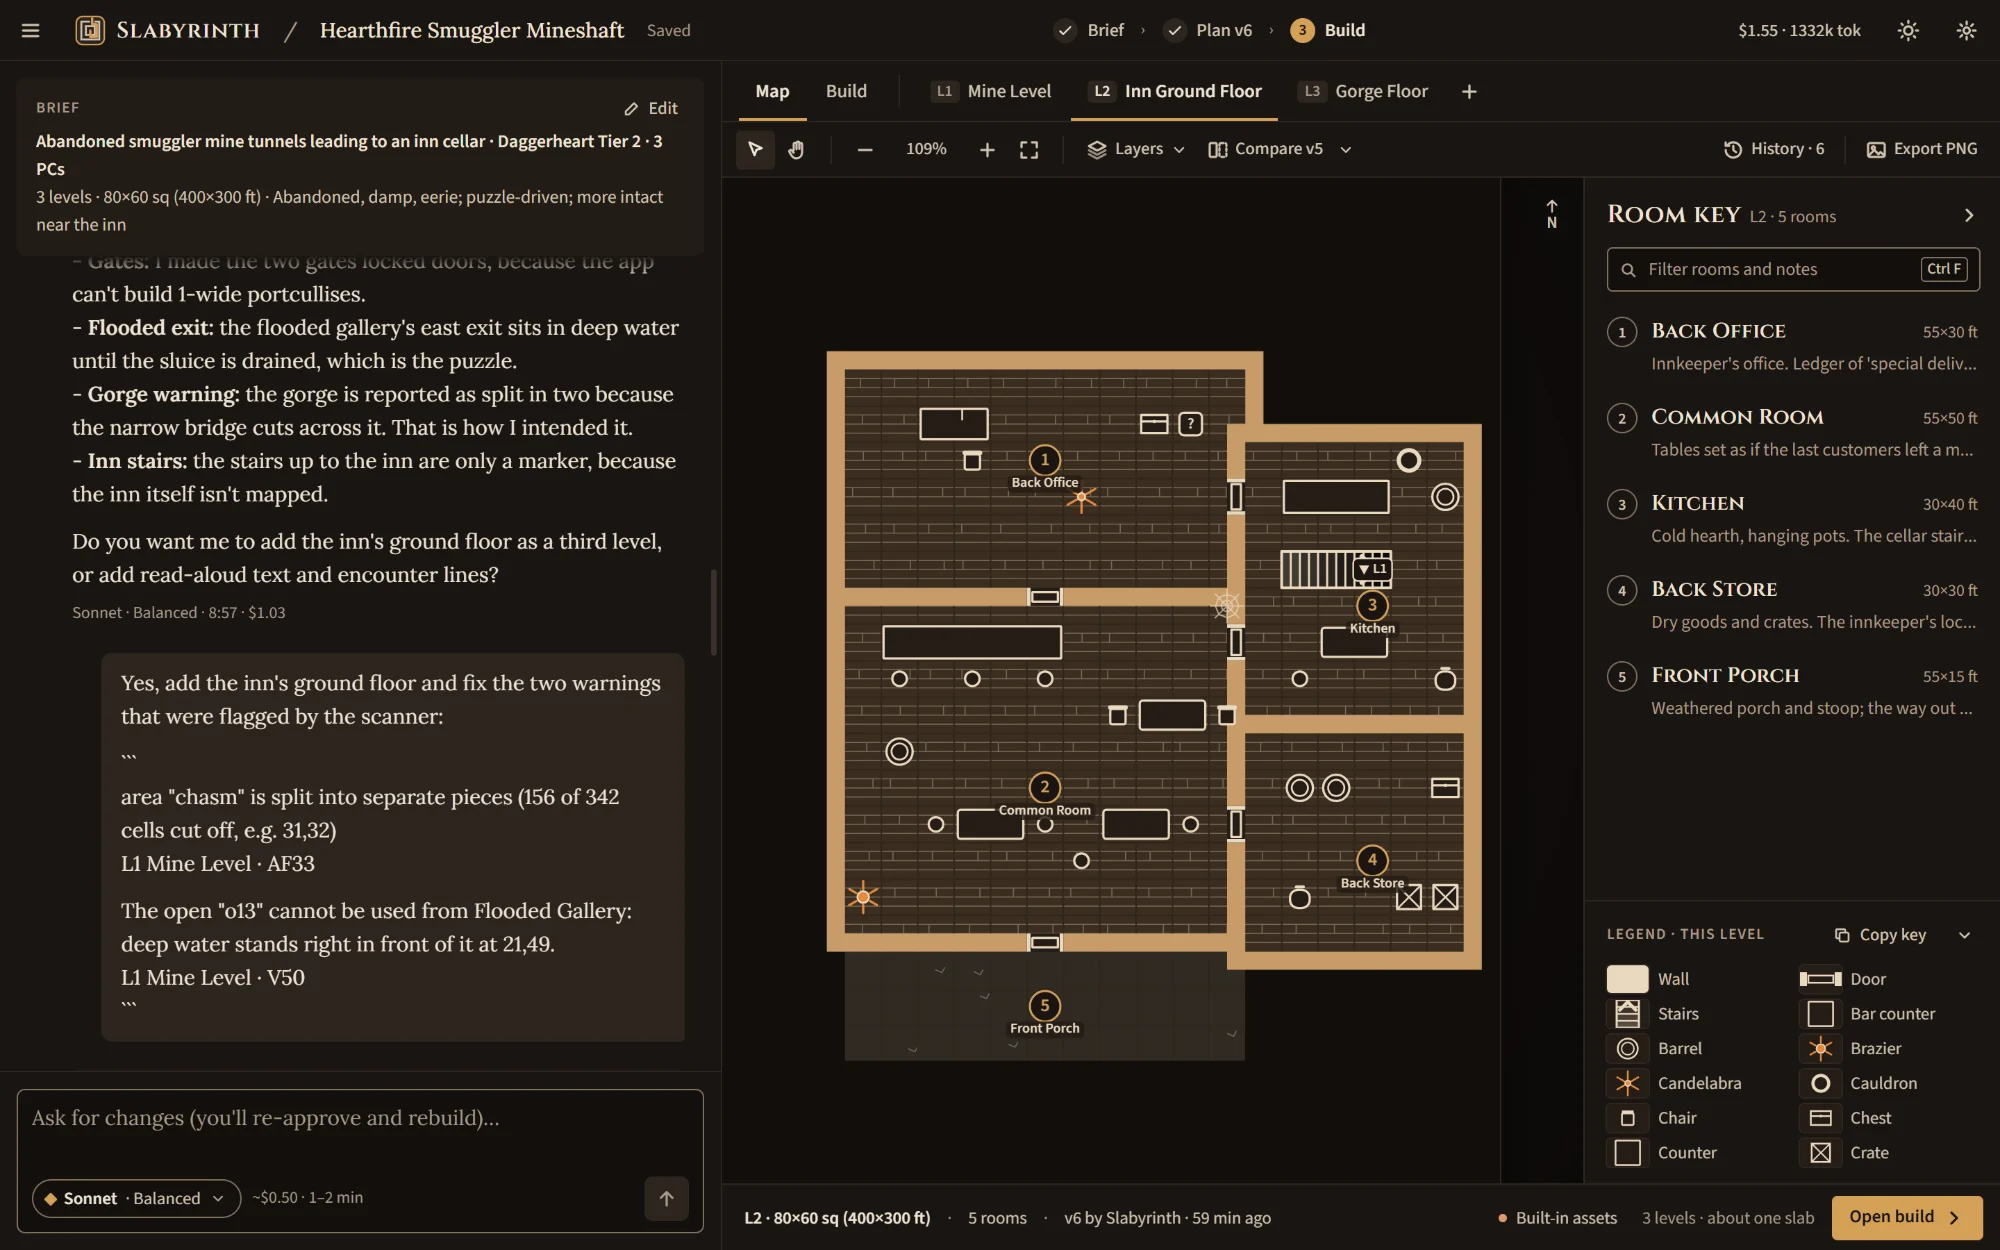 SLABYRINTH / Hearthfire Smuggler Mineshaft Saved
Brief › Plan v6 › 3 Build
$1.55 · 1332k tok
BRIEF
Edit
Abandoned smuggler mine tunnels leading to an inn cellar · Daggerheart Tier 2 · 3
PCs
3 levels · 80×60 sq (400×300 ft) · Abandoned, damp, eerie; puzzle-driven; more intact
near the inn
- Gates: I made the two gates locked doors, because the app
can't build 1-wide portcullises.
- Flooded exit: the flooded gallery's east exit sits in deep water
until the sluice is drained, which is the puzzle.
- Gorge warning: the gorge is reported as split in two because
the narrow bridge cuts across it. That is how I intended it.
- Inn stairs: the stairs up to the inn are only a marker, because
the inn itself isn't mapped.
Do you want me to add the inn's ground floor as a third level,
or add read-aloud text and encounter lines?
Sonnet · Balanced · 8:57 · $1.03
Yes, add the inn's ground floor and fix the two warnings
that were flagged by the scanner:
```
area "chasm" is split into separate pieces (156 of 342
cells cut off, e.g. 31,32)
L1 Mine Level · AF33
The open "o13" cannot be used from Flooded Gallery:
deep water stands right in front of it at 21,49.
L1 Mine Level · V50
```
Ask for changes (you'll re-approve and rebuild)...
Sonnet · Balanced
~$0.50 · 1–2 min
Map
Build
L1 Mine Level
L2 Inn Ground Floor
L3 Gorge Floor
109%
Layers
Compare v5
History · 6
Export PNG
N
?
1
Back Office
▼ L1
3
Kitchen
2
Common Room
4
Back Store
5
Front Porch
ROOM KEY L2 · 5 rooms
Filter rooms and notes Ctrl F
1 BACK OFFICE 55×30 ft
Innkeeper's office. Ledger of 'special deliv...
2 COMMON ROOM 55×50 ft
Tables set as if the last customers left a m...
3 KITCHEN 30×40 ft
Cold hearth, hanging pots. The cellar stair...
4 BACK STORE 30×30 ft
Dry goods and crates. The innkeeper's loc...
5 FRONT PORCH 55×15 ft
Weathered porch and stoop; the way out ...
LEGEND · THIS LEVEL
Copy key
Wall
Door
Stairs
Bar counter
Barrel
Brazier
Candelabra
Cauldron
Chair
Chest
Counter
Crate
L2 · 80×60 sq (400×300 ft) · 5 rooms · v6 by Slabyrinth · 59 min ago
Built-in assets
3 levels · about one slab
Open build